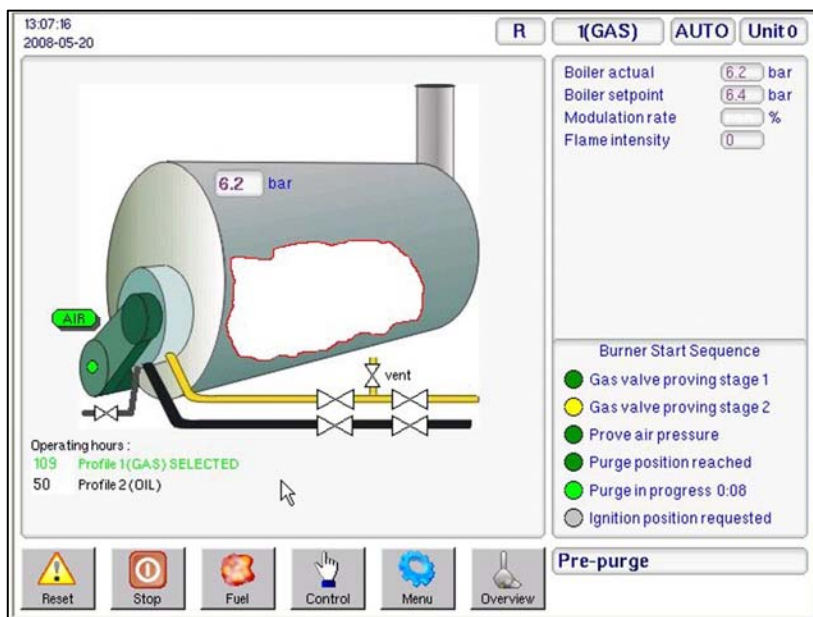 13:07:16
2008-05-20
R
1(GAS)
AUTO
Unit 0
6.2 bar
AIR
vent
Operating hours :
109 Profile 1(GAS) SELECTED
50 Profile 2 (OIL)
Boiler actual 6.2 bar
Boiler setpoint 6.4 bar
Modulation rate %
Flame intensity 0
Burner Start Sequence
Gas valve proving stage 1
Gas valve proving stage 2
Prove air pressure
Purge position reached
Purge in progress 0:08
Ignition position requested
Pre-purge
Reset
Stop
Fuel
Control
Menu
Overview